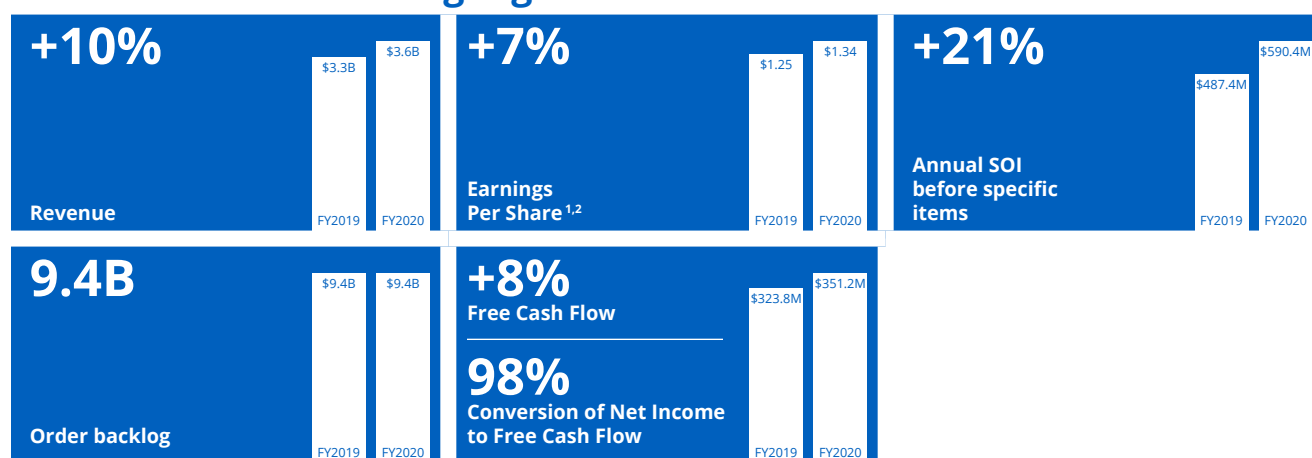 +10%
$3.3B
$3.6B
Revenue
FY2019
FY2020
+7%
$1.25
$1.34
Earnings
Per Share 1,2
FY2019
FY2020
+21%
$487.4M
$590.4M
Annual SOI
before specific
items
FY2019
FY2020
9.4B
$9.4B
$9.4B
Order backlog
FY2019
FY2020
+8%
Free Cash Flow
$323.8M
$351.2M
98%
Conversion of Net Income
to Free Cash Flow
FY2019
FY2020